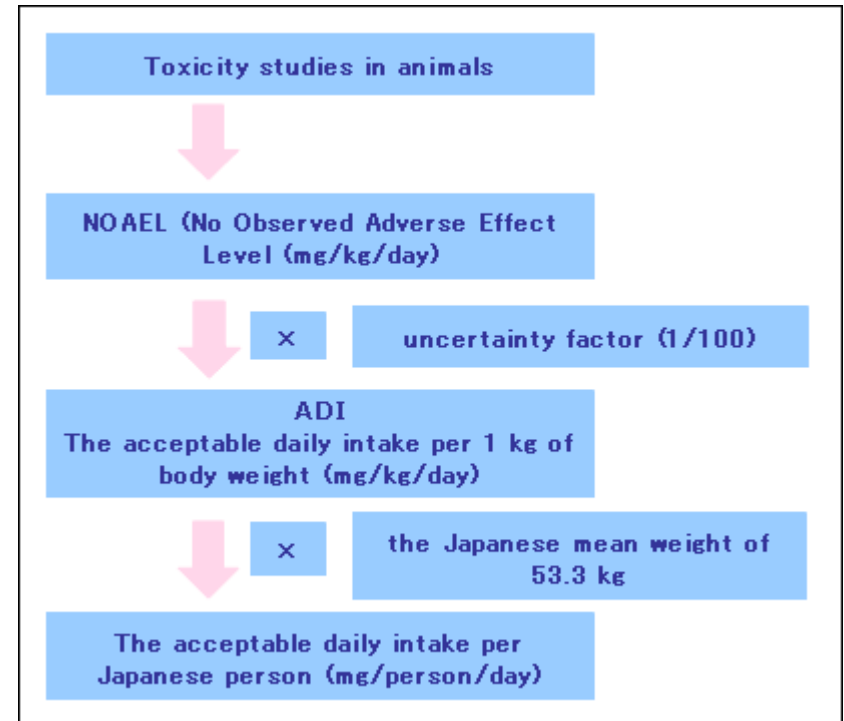 Toxicity studies in animals
NOAEL (No Observed Adverse Effect
Level (mg/kg/day)
×
uncertainty factor (1/100)
ADI
The acceptable daily intake per 1 kg of
body weight (mg/kg/day)
×
the Japanese mean weight of
53.3 kg
The acceptable daily intake per
Japanese person (mg/person/day)